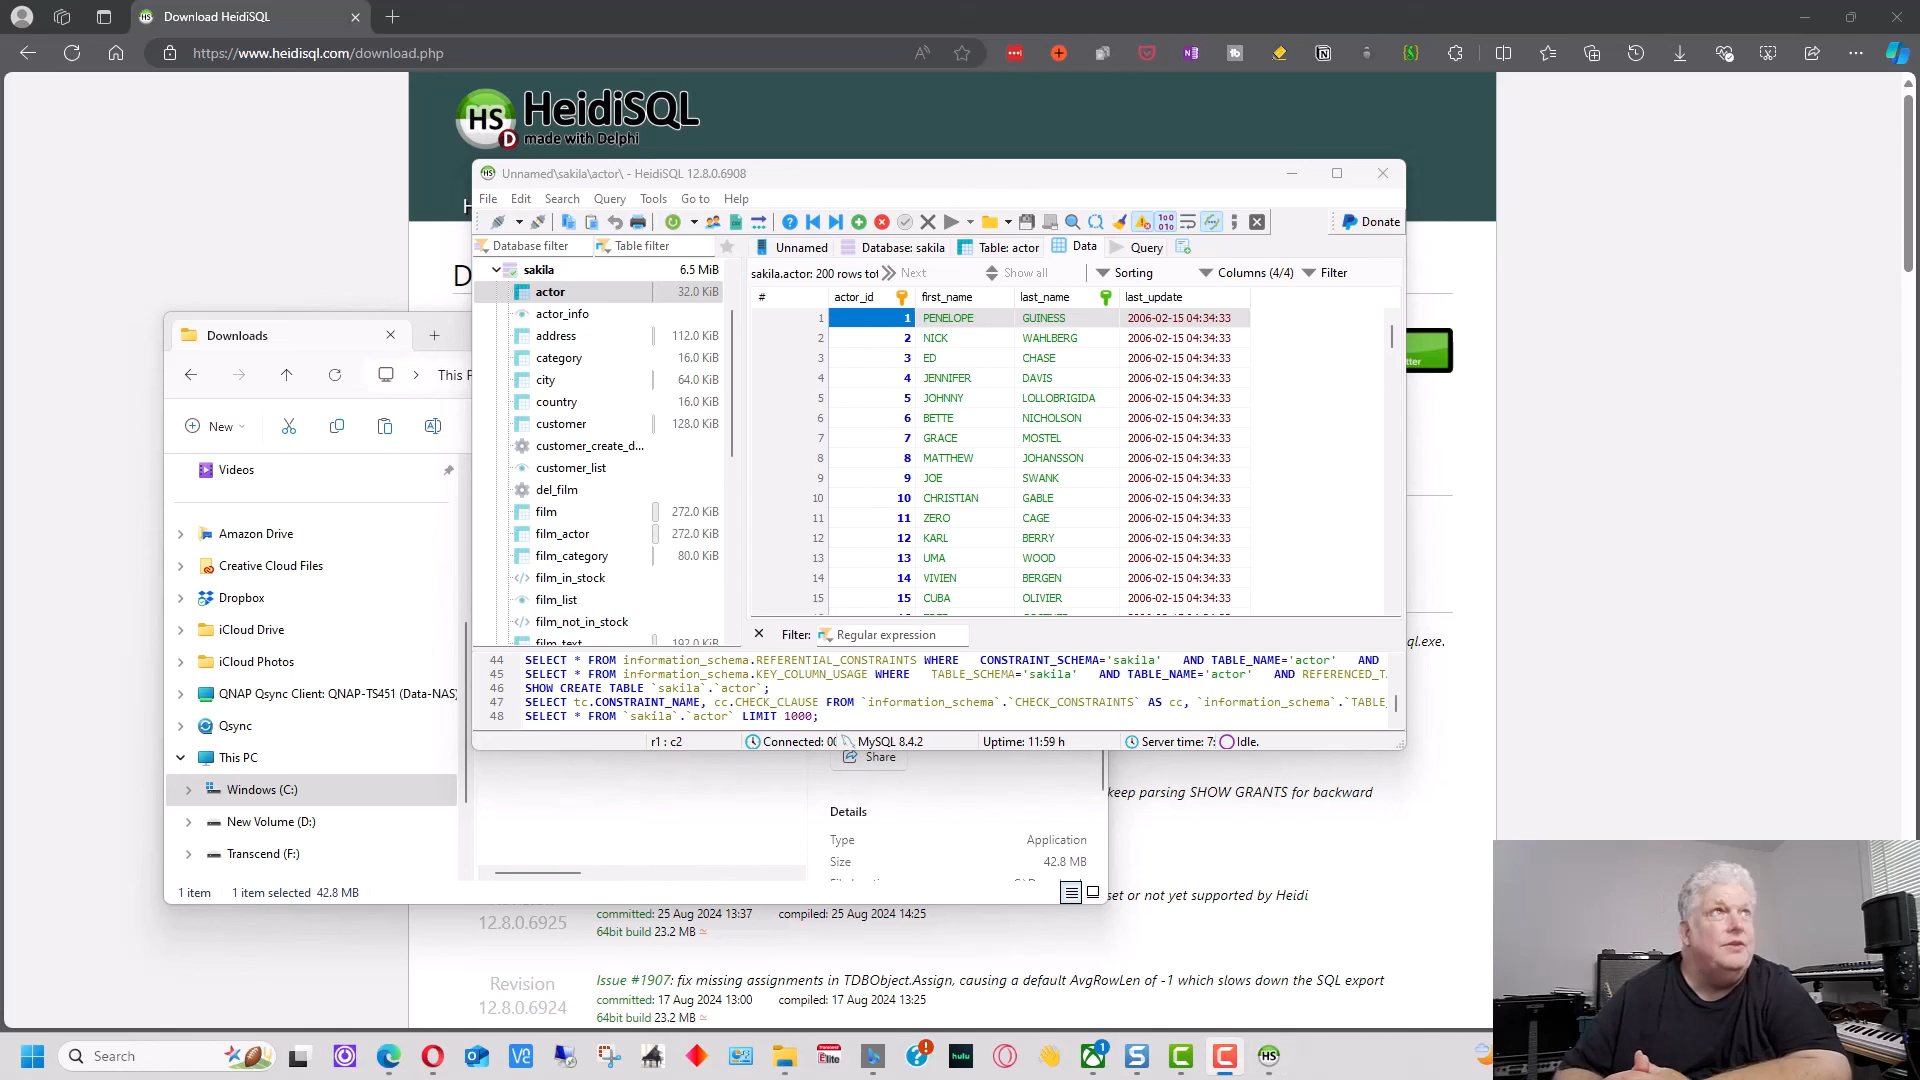 Download HeidiSQL
https://www.heidisql.com/download.php
HS
D
HeidiSQL
made with Delphi
Unnamed\sakila\actor\ - HeidiSQL 12.8.0.6908
File Edit Search Query Tools Go to Help
Donate
Database filter Table filter
Unnamed Database: sakila Table: actor Data Query
sakila.actor: 200 rows tot Next Show all Sorting Columns (4/4) Filter
sakila 6.5 MiB
actor 32.0 KiB
actor_info
address 112.0 KiB
category 16.0 KiB
city 64.0 KiB
country 16.0 KiB
customer 128.0 KiB
customer_create_d...
customer_list
del_film
film 272.0 KiB
film_actor 272.0 KiB
film_category 80.0 KiB
film_in_stock
film_list
film_not_in_stock
film_text 192.0 KiB
# actor_id first_name last_name last_update
1 1 PENELOPE GUINESS 2006-02-15 04:34:33
2 2 NICK WAHLBERG 2006-02-15 04:34:33
3 3 ED CHASE 2006-02-15 04:34:33
4 4 JENNIFER DAVIS 2006-02-15 04:34:33
5 5 JOHNNY LOLLOBRIGIDA 2006-02-15 04:34:33
6 6 BETTE NICHOLSON 2006-02-15 04:34:33
7 7 GRACE MOSTEL 2006-02-15 04:34:33
8 8 MATTHEW JOHANSSON 2006-02-15 04:34:33
9 9 JOE SWANK 2006-02-15 04:34:33
10 10 CHRISTIAN GABLE 2006-02-15 04:34:33
11 11 ZERO CAGE 2006-02-15 04:34:33
12 12 KARL BERRY 2006-02-15 04:34:33
13 13 UMA WOOD 2006-02-15 04:34:33
14 14 VIVIEN BERGEN 2006-02-15 04:34:33
15 15 CUBA OLIVIER 2006-02-15 04:34:33
Filter: Regular expression
44 SELECT * FROM information_schema.REFERENTIAL_CONSTRAINTS WHERE CONSTRAINT_SCHEMA='sakila' AND TABLE_NAME='actor' AND
45 SELECT * FROM information_schema.KEY_COLUMN_USAGE WHERE TABLE_SCHEMA='sakila' AND TABLE_NAME='actor' AND REFERENCED_TA
46 SHOW CREATE TABLE `sakila`.`actor`;
47 SELECT tc.CONSTRAINT_NAME, cc.CHECK_CLAUSE FROM `information_schema`.`CHECK_CONSTRAINTS` AS cc, `information_schema`.`TABLE_
48 SELECT * FROM `sakila`.`actor` LIMIT 1000;
r1 : c2 Connected: 00 MySQL 8.4.2 Uptime: 11:59 h Server time: 7: Idle.
Downloads
This P
New
Videos
Amazon Drive
Creative Cloud Files
Dropbox
iCloud Drive
iCloud Photos
QNAP Qsync Client: QNAP-TS451 (Data-NAS)
Qsync
This PC
Windows (C:)
New Volume (D:)
Transcend (F:)
1 item 1 item selected 42.8 MB
Share
Details
Type Application
Size 42.8 MB
ql.exe.
keep parsing SHOW GRANTS for backward
set or not yet supported by Heidi
12.8.0.6925
committed: 25 Aug 2024 13:37 compiled: 25 Aug 2024 14:25
64bit build 23.2 MB
Revision
12.8.0.6924
Issue #1907: fix missing assignments in TDBObject.Assign, causing a default AvgRowLen of -1 which slows down the SQL export
committed: 17 Aug 2024 13:00 compiled: 17 Aug 2024 13:25
64bit build 23.2 MB
Search
hulu